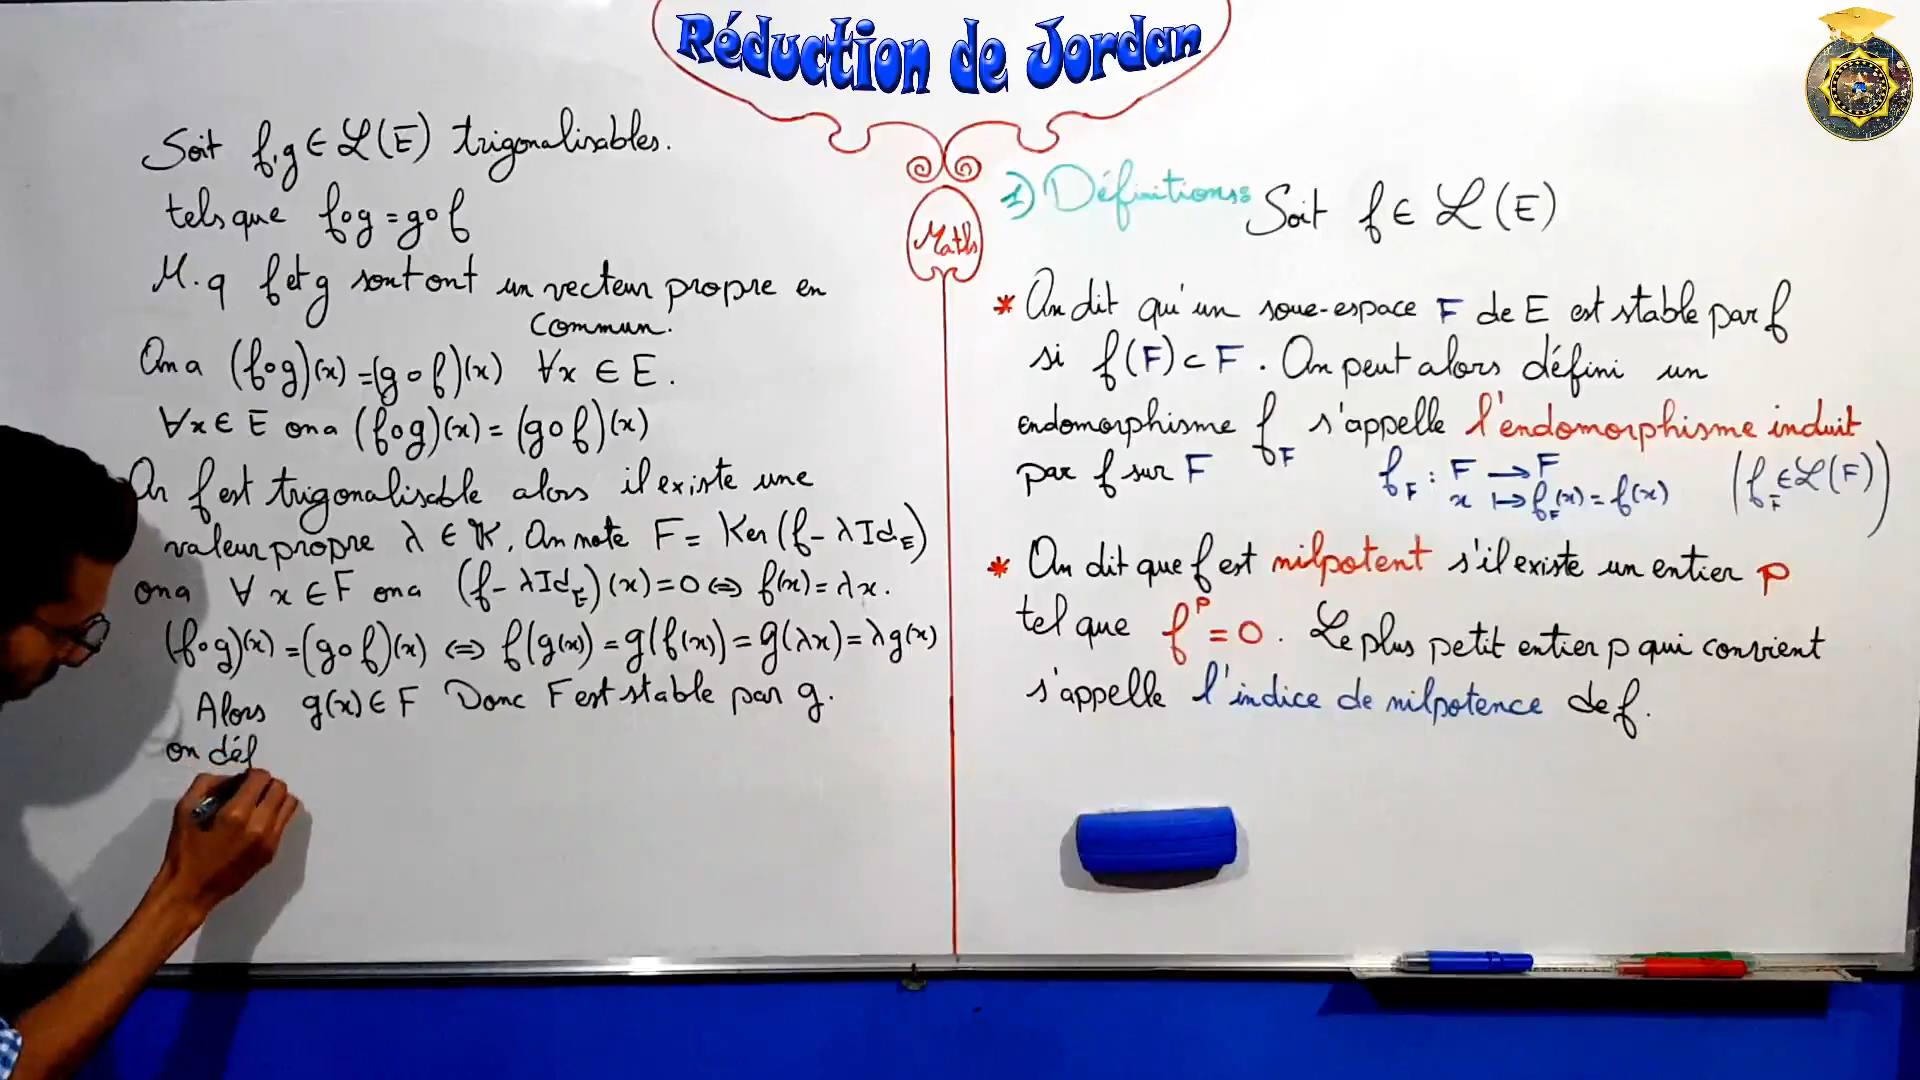 Réduction de Jordan
Maths
Soit f,g ∈ ℒ(E) trigonalisables.
tels que f∘g = g∘f
M.q f et g sont ont un vecteur propre en
commun.
On a (f∘g)(x) = (g∘f)(x) ∀x ∈ E.
∀x ∈ E on a (f∘g)(x) = (g∘f)(x)
Or f est trigonalisable alors il existe une
valeur propre λ ∈ K. On note F = Ker(f - λId_E)
on a ∀x ∈ F on a (f - λId_E)(x) = 0 ⇔ f(x) = λx.
(f∘g)(x) = (g∘f)(x) ⇔ f(g(x) = g(f(x) = g(λx) = λg(x)
Alors g(x) ∈ F Donc F est stable par g.
on déf
1) Définitions: Soit f ∈ ℒ(E)
* On dit qu'un sous-espace F de E est stable par f
si f(F) ⊂ F. On peut alors défini un
endomorphisme f_F s'appelle l'endomorphisme induit
par f sur F f_F : F → F (f_F ∈ ℒ(F))
x ↦ f_F(x) = f(x)
* On dit que f est nilpotent s'il existe un entier p
tel que f^p = 0. Le plus petit entier p qui convient
s'appelle l'indice de nilpotence de f.